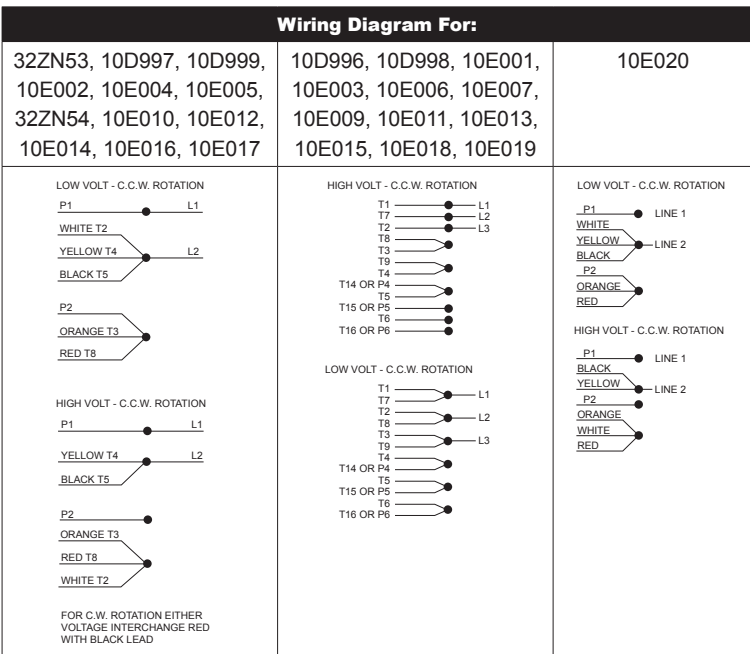 Wiring Diagram For:
32ZN53, 10D997, 10D999,
10E002, 10E004, 10E005,
32ZN54, 10E010, 10E012,
10E014, 10E016, 10E017
10D996, 10D998, 10E001,
10E003, 10E006, 10E007,
10E009, 10E011, 10E013,
10E015, 10E018, 10E019
10E020
LOW VOLT - C.C.W. ROTATION
P1 L1
WHITE T2
YELLOW T4 L2
BLACK T5
P2
ORANGE T3
RED T8
HIGH VOLT - C.C.W. ROTATION
P1 L1
YELLOW T4 L2
BLACK T5
P2
ORANGE T3
RED T8
WHITE T2
FOR C.W. ROTATION EITHER
VOLTAGE INTERCHANGE RED
WITH BLACK LEAD
HIGH VOLT - C.C.W. ROTATION
T1 L1
T7 L2
T2 L3
T8
T3
T9
T4
T14 OR P4
T5
T15 OR P5
T6
T16 OR P6
LOW VOLT - C.C.W. ROTATION
T1
T7 L1
T2
T8 L2
T3
T9 L3
T4
T14 OR P4
T5
T15 OR P5
T6
T16 OR P6
LOW VOLT - C.C.W. ROTATION
P1 LINE 1
WHITE
YELLOW LINE 2
BLACK
P2
ORANGE
RED
HIGH VOLT - C.C.W. ROTATION
P1 LINE 1
BLACK
YELLOW LINE 2
P2
ORANGE
WHITE
RED